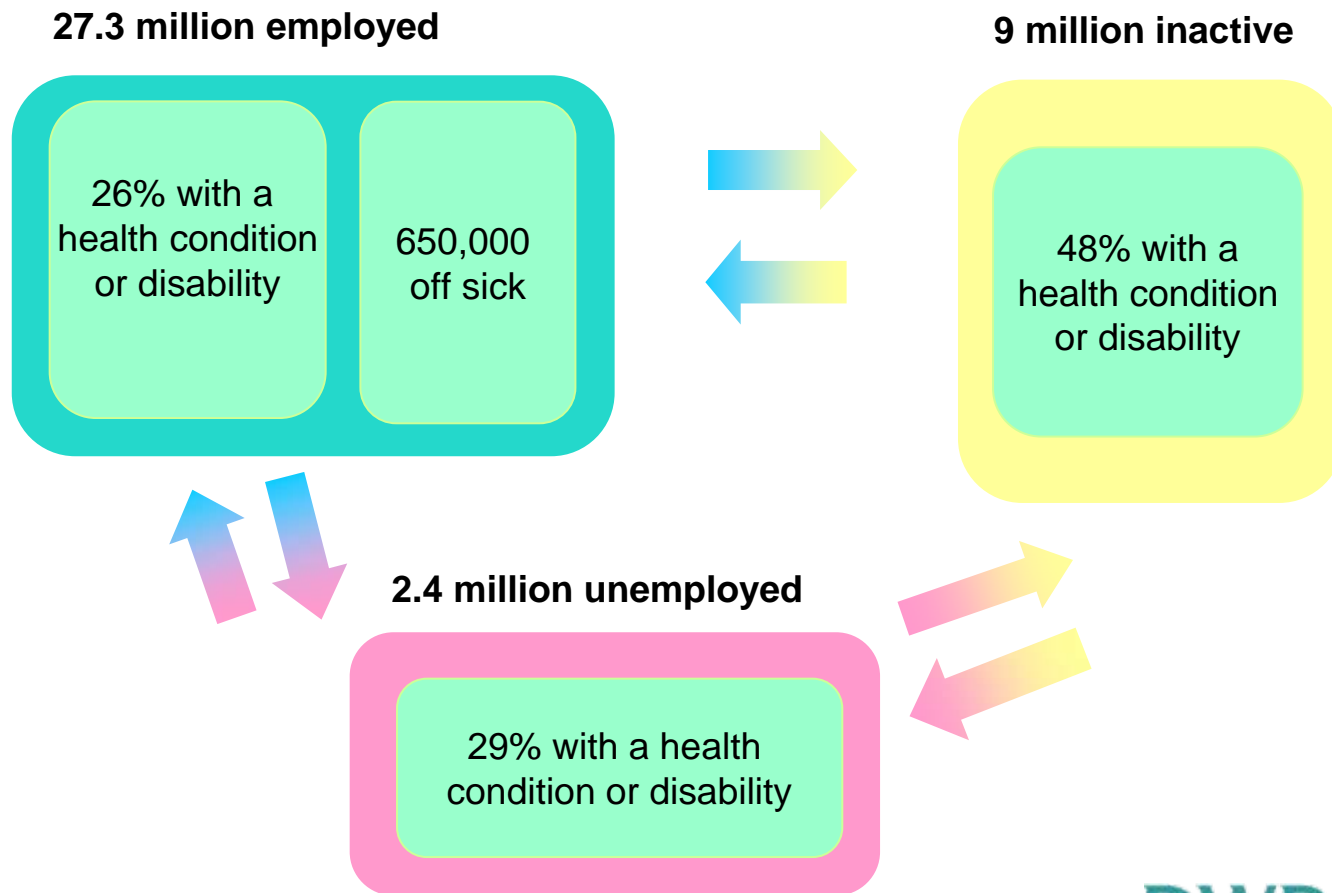 27.3 million employed
9 million inactive
26% with a
health condition
or disability
650,000
off sick
48% with a
health condition
or disability
2.4 million unemployed
29% with a health
condition or disability